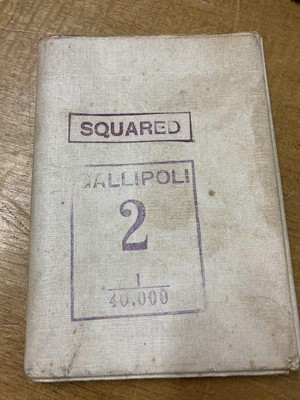 SQUARED
GALLIPOLI
2
1
40.000